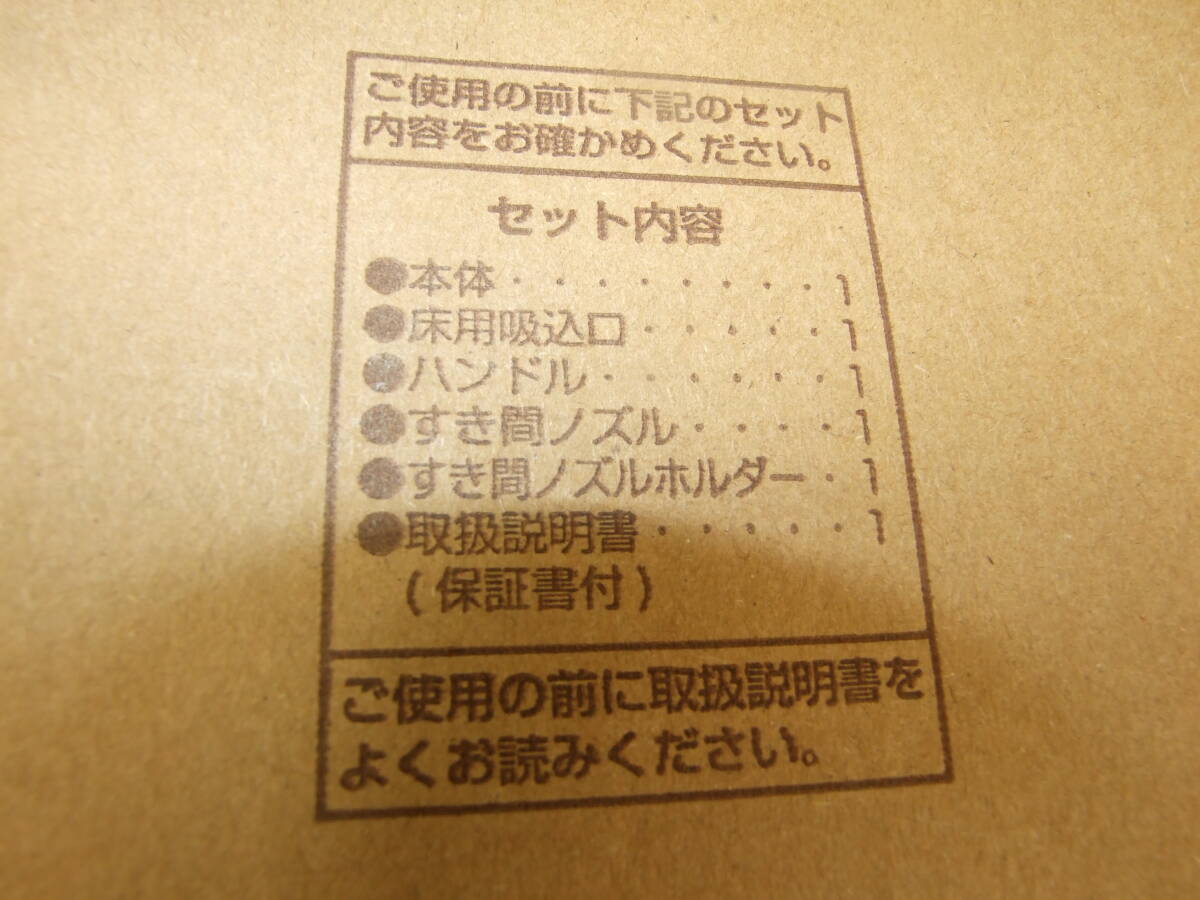 ご使用の前に下記のセット
内容をお確かめください。
セット内容
●本体・・・・・・・・・1
●床用吸込口・・・・・1
●ハンドル・・・・・・1
●すき間ノズル・・・・1
●すき間ノズルホルダー・1
●取扱説明書・・・・・1
(保証書付)
ご使用の前に取扱説明書を
よくお読みください。